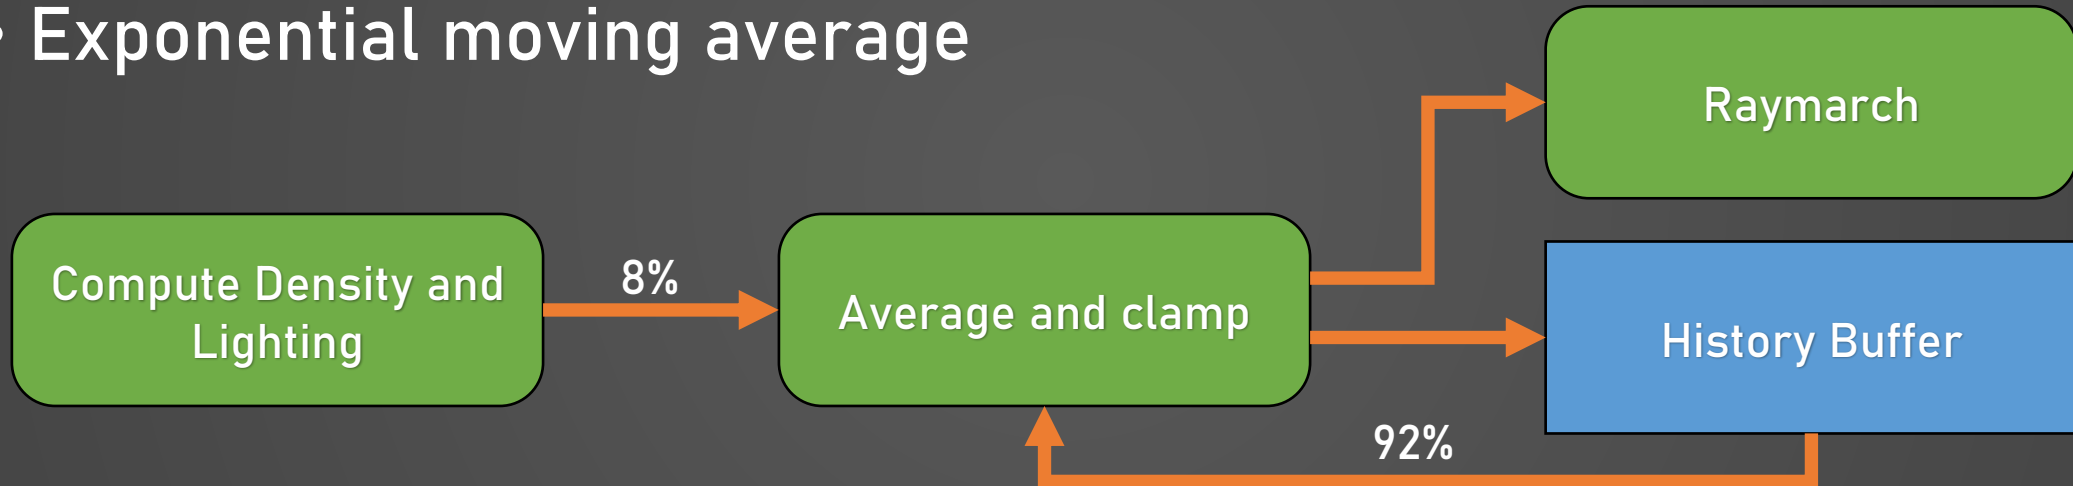 • Exponential moving average
Raymarch
Compute Density and
Lighting
8%
Average and clamp
History Buffer
92%